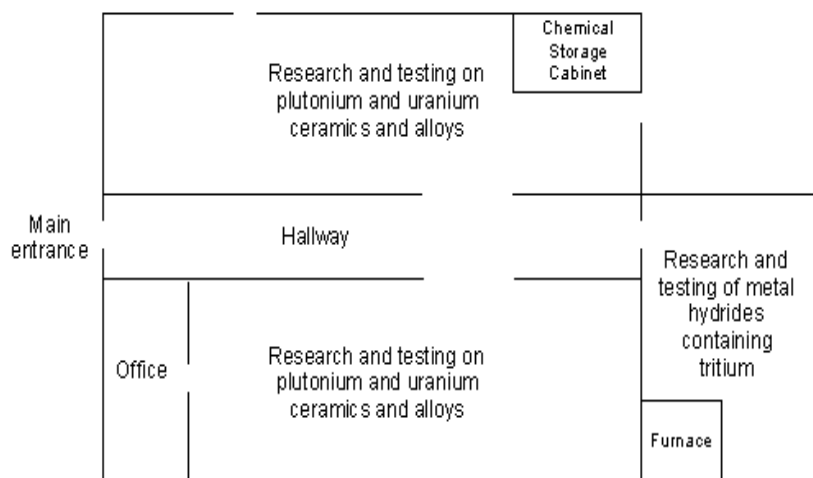 Chemical
Storage
Cabinet
Research and testing on
plutonium and uranium
ceramics and alloys
Main
entrance
Hallway
Research and
testing of metal
hydrides
containing
tritium
Office
Research and testing on
plutonium and uranium
ceramics and alloys
Furnace